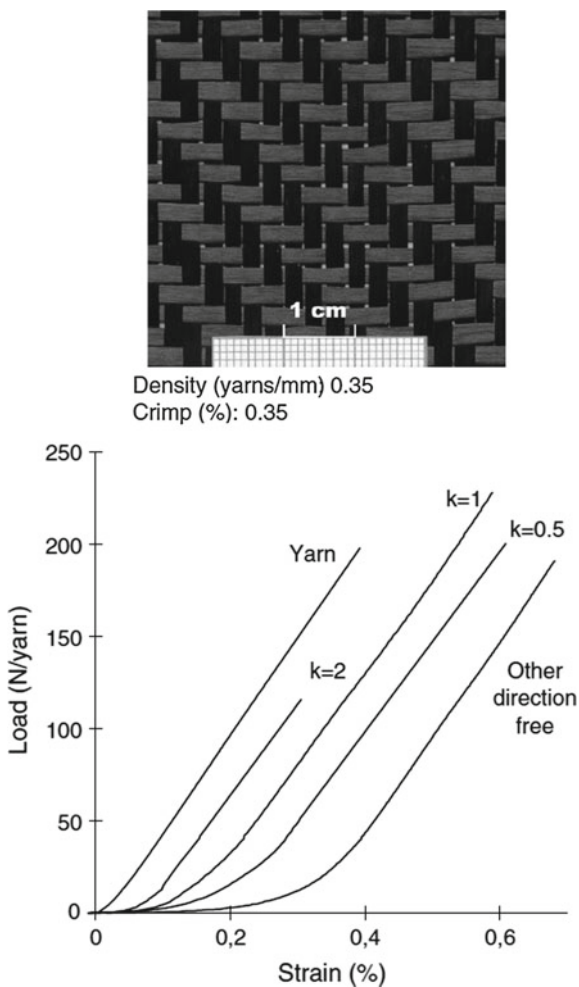 1 cm
Density (yarns/mm) 0.35
Crimp (%): 0.35
250
200
150
100
50
0
Load (N/yarn)
Yarn
k=2
k=1
k=0.5
Other
direction
free
0
0,2
0,4
0,6
Strain (%)